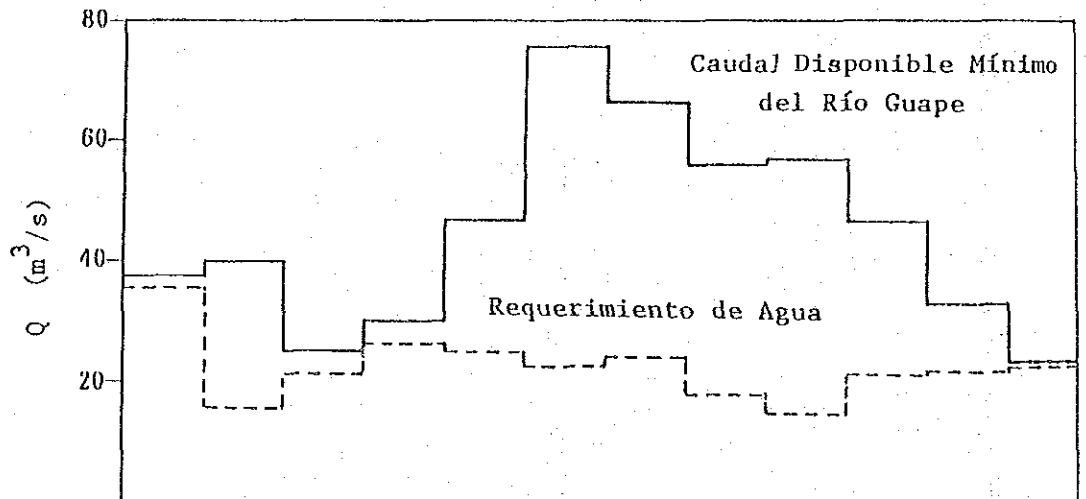 80
Caudal Disponible Mínimo
del Río Guape
60
Q (m³/s)
40
Requerimiento de Agua
20